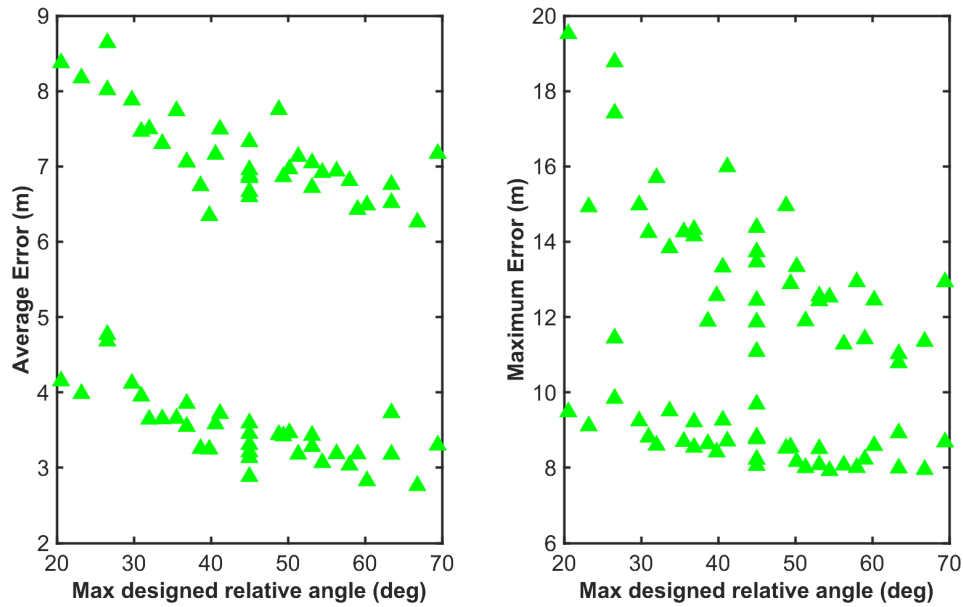 9
8
7
6
5
4
3
2
20 30 40 50 60 70
Average Error (m)
Max designed relative angle (deg)
20
18
16
14
12
10
8
6
20 30 40 50 60 70
Maximum Error (m)
Max designed relative angle (deg)